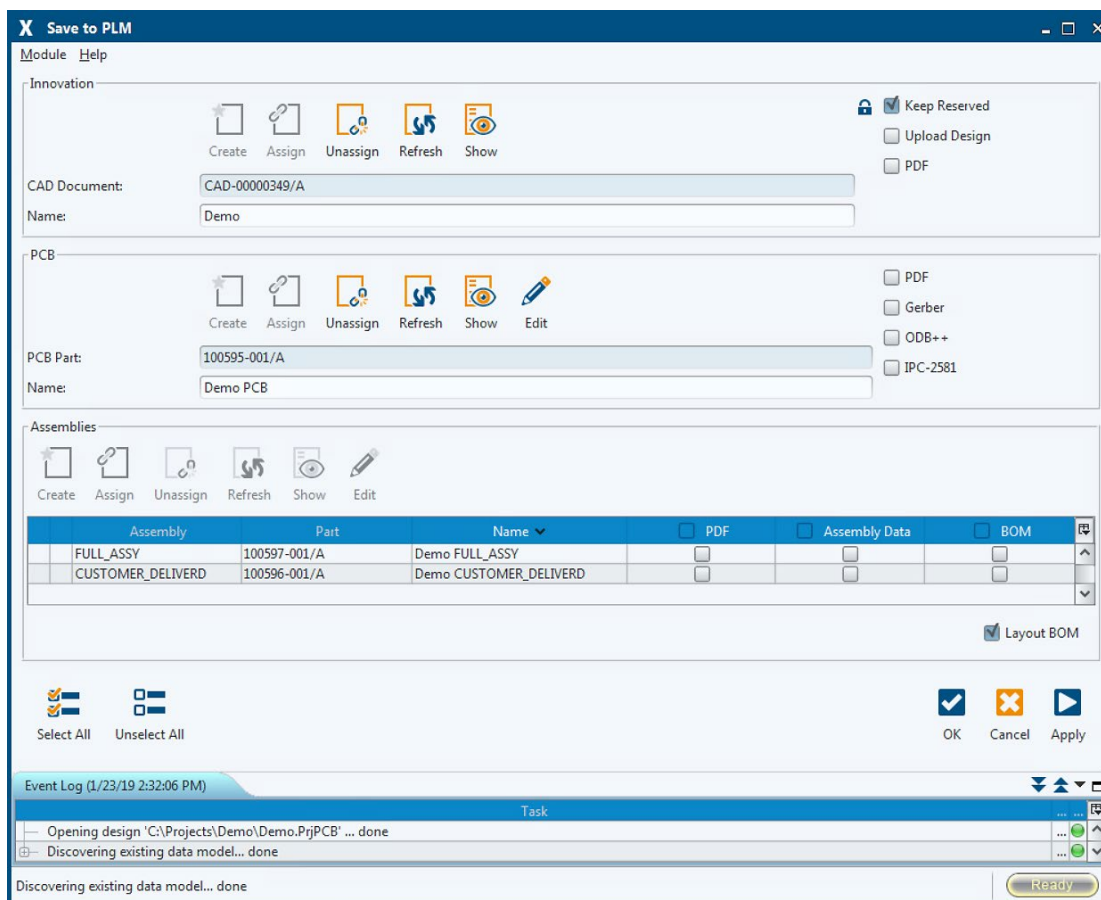 X Save to PLM
Module Help
Innovation
Create Assign Unassign Refresh Show
Keep Reserved
Upload Design
PDF
CAD Document: CAD-00000349/A
Name: Demo
PCB
Create Assign Unassign Refresh Show Edit
PDF
Gerber
ODB++
IPC-2581
PCB Part: 100595-001/A
Name: Demo PCB
Assemblies
Create Assign Unassign Refresh Show Edit
Assembly Part Name PDF Assembly Data BOM
FULL_ASSY 100597-001/A Demo FULL_ASSY
CUSTOMER_DELIVERD 100596-001/A Demo CUSTOMER_DELIVERD
Layout BOM
Select All Unselect All OK Cancel Apply
Event Log (1/23/19 2:32:06 PM)
Task ... ...
Opening design 'C:\Projects\Demo\Demo.PrjPCB' ... done ...
Discovering existing data model... done ...
Discovering existing data model... done Ready